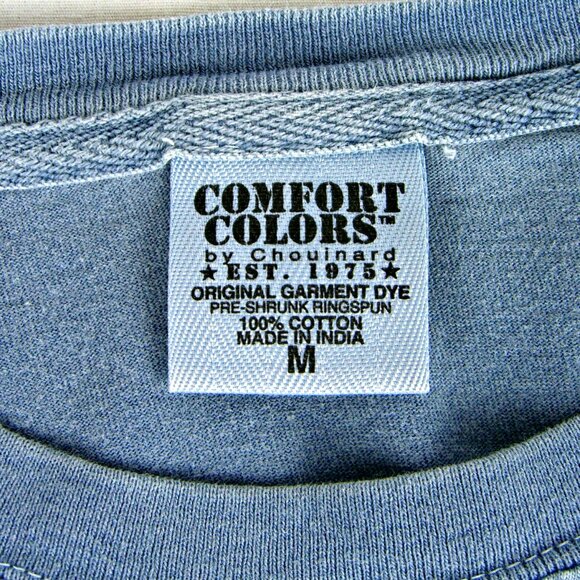 COMFORT
COLORS™
by Chouinard
★ EST. 1975 ★
ORIGINAL GARMENT DYE
PRE-SHRUNK RINGSPUN
100% COTTON
MADE IN INDIA
M